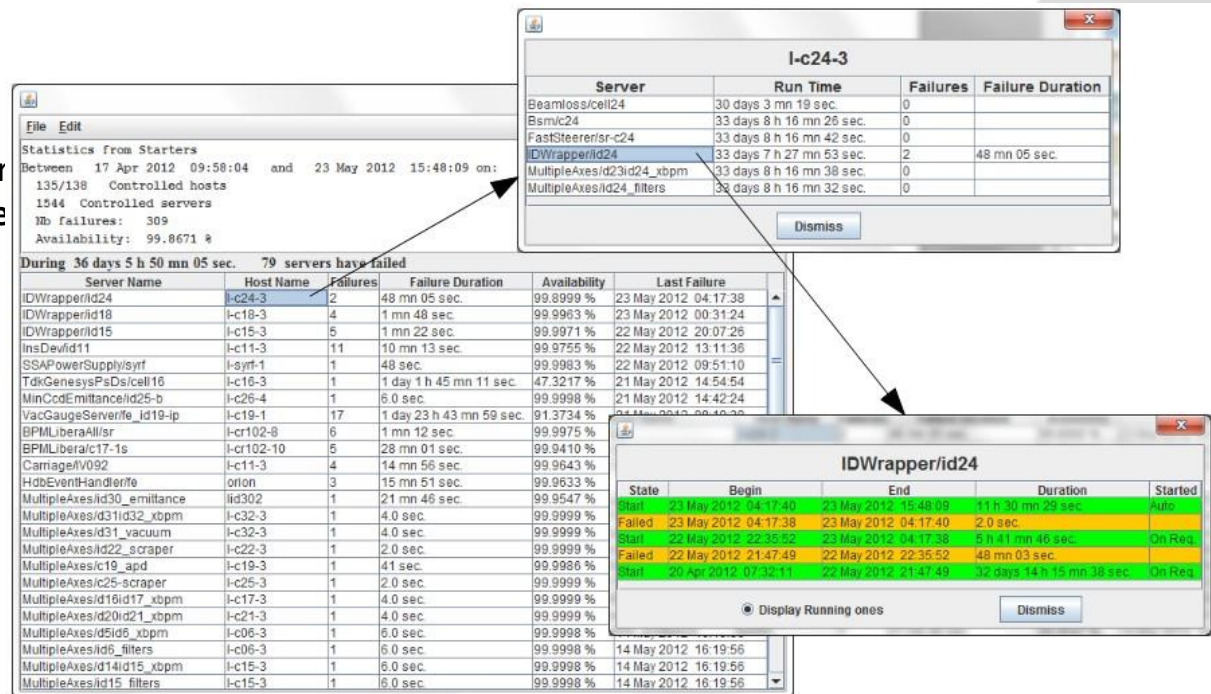 l-c24-3
Server Run Time Failures Failure Duration
Beamloss/cell24 30 days 3 mn 19 sec. 0
Bsm/c24 33 days 8 h 16 mn 26 sec. 0
FastSteerer/sr-c24 33 days 8 h 16 mn 42 sec. 0
IDWrapper/id24 33 days 7 h 27 mn 53 sec. 2 48 mn 05 sec.
MultipleAxes/d23id24_xbpm 33 days 8 h 16 mn 38 sec. 0
MultipleAxes/id24_filters 33 days 8 h 16 mn 32 sec. 0
Dismiss
File Edit
Statistics from Starters
Between 17 Apr 2012 09:58:04 and 23 May 2012 15:48:09 on:
135/138 Controlled hosts
1544 Controlled servers
Nb failures: 309
Availability: 99.8671 %
During 36 days 5 h 50 mn 05 sec. 79 servers have failed
Server Name Host Name Failures Failure Duration Availability Last Failure
IDWrapper/id24 l-c24-3 2 48 mn 05 sec. 99.8999 % 23 May 2012 04:17:38
IDWrapper/id18 l-c18-3 4 1 mn 48 sec. 99.9963 % 23 May 2012 00:31:24
IDWrapper/id15 l-c15-3 5 1 mn 22 sec. 99.9971 % 22 May 2012 20:07:26
InsDev/id11 l-c11-3 11 10 mn 13 sec. 99.9755 % 22 May 2012 13:11:36
SSAPowerSupply/syrf l-syrf-1 1 48 sec. 99.9983 % 22 May 2012 09:51:10
TdkGenesysPsDs/cell16 l-c16-3 1 1 day 1 h 45 mn 11 sec. 47.3217 % 21 May 2012 14:54:54
MinCcdEmittance/id25-b l-c26-4 1 6.0 sec. 99.9998 % 21 May 2012 14:42:24
VacGaugeServer/fe_id19-ip l-c19-1 17 1 day 23 h 43 mn 59 sec. 91.3734 %
BPMLiberaAll/sr l-cr102-8 6 1 mn 12 sec. 99.9975 %
BPMLibera/c17-1s l-cr102-10 5 28 mn 01 sec. 99.9410 %
Carriage/IV092 l-c11-3 4 14 mn 56 sec. 99.9643 %
HdbEventHandler/fe orion 3 15 mn 51 sec. 99.9633 %
MultipleAxes/id30_emittance lid302 1 21 mn 46 sec. 99.9547 %
MultipleAxes/d31id32_xbpm l-c32-3 1 4.0 sec. 99.9999 %
MultipleAxes/d31_vacuum l-c32-3 1 4.0 sec. 99.9999 %
MultipleAxes/id22_scraper l-c22-3 1 2.0 sec. 99.9999 %
MultipleAxes/c19_apd l-c19-3 1 41 sec. 99.9986 %
MultipleAxes/c25-scraper l-c25-3 1 2.0 sec. 99.9999 %
MultipleAxes/d16id17_xbpm l-c17-3 1 4.0 sec. 99.9999 %
MultipleAxes/d20id21_xbpm l-c21-3 1 4.0 sec. 99.9999 %
MultipleAxes/d5id6_xbpm l-c06-3 1 6.0 sec. 99.9998 %
MultipleAxes/id6_filters l-c06-3 1 6.0 sec. 99.9998 % 14 May 2012 16:19:56
MultipleAxes/d14id15_xbpm l-c15-3 1 6.0 sec. 99.9998 % 14 May 2012 16:19:56
MultipleAxes/id15_filters l-c15-3 1 6.0 sec. 99.9998 % 14 May 2012 16:19:56
IDWrapper/id24
State Begin End Duration Started
Start 23 May 2012 04:17:40 23 May 2012 15:48:09 11 h 30 mn 29 sec Auto
Failed 23 May 2012 04:17:38 23 May 2012 04:17:40 2.0 sec.
Start 22 May 2012 22:35:52 23 May 2012 04:17:38 5 h 41 mn 46 sec. On Req.
Failed 22 May 2012 21:47:49 22 May 2012 22:35:52 48 mn 03 sec.
Start 20 Apr 2012 07:32:11 22 May 2012 21:47:49 32 days 14 h 15 mn 38 sec. On Req
Display Running ones Dismiss